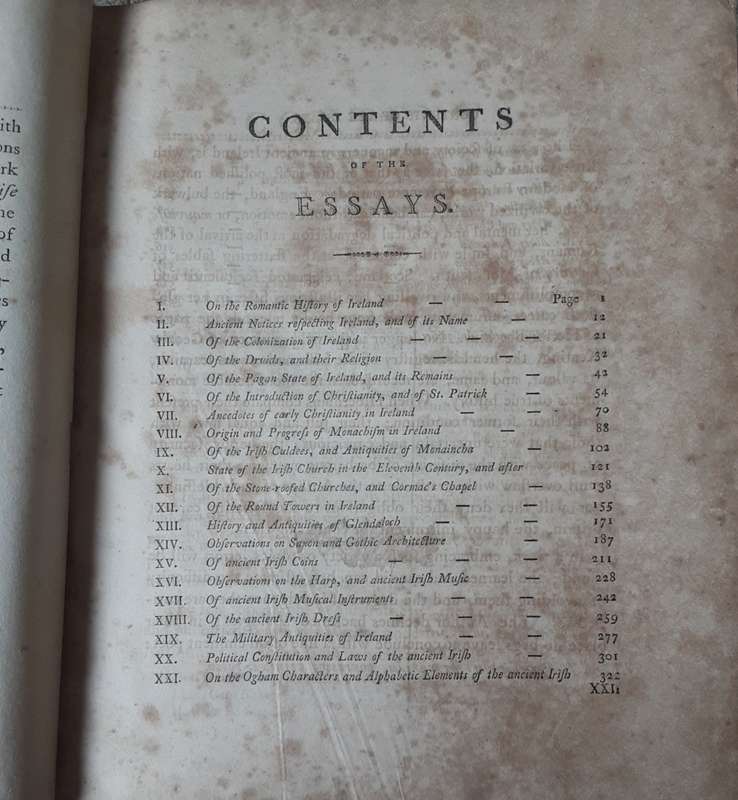 ith
ons
rk
iſe
ne
of
d
s
y
CONTENTS
OF THE
ESSAYS.
I. On the Romantic Hiſtory of Ireland — — Page 1
II. Ancient Notices reſpecting Ireland, and of its Name — 12
III. Of the Colonization of Ireland — — — 21
IV. Of the Druids, and their Religion — — 32
V. Of the Pagan State of Ireland, and its Remains — 42
VI. Of the Introduction of Chriſtianity, and of St. Patrick — 54
VII. Anecdotes of early Chriſtianity in Ireland — — 70
VIII. Origin and Progreſs of Monachiſm in Ireland — 88
IX. Of the Iriſh Culdees, and Antiquities of Monaincha — 102
X. State of the Iriſh Church in the Eleventh Century, and after 121
XI. Of the Stone-roofed Churches, and Cormac's Chapel — 138
XII. Of the Round Towers in Ireland — — 155
XIII. Hiſtory and Antiquities of Glendaloch — — 171
XIV. Obſervations on Saxon and Gothic Architecture — 187
XV. Of ancient Iriſh Coins — — — 211
XVI. Obſervations on the Harp, and ancient Iriſh Muſic — 228
XVII. Of ancient Iriſh Muſical Inſtruments — — 242
XVIII. Of the ancient Iriſh Dreſs — — — 259
XIX. The Military Antiquities of Ireland — — 277
XX. Political Conſtitution and Laws of the ancient Iriſh — 301
XXI. On the Ogham Characters and Alphabetic Elements of the ancient Iriſh 322
XXII